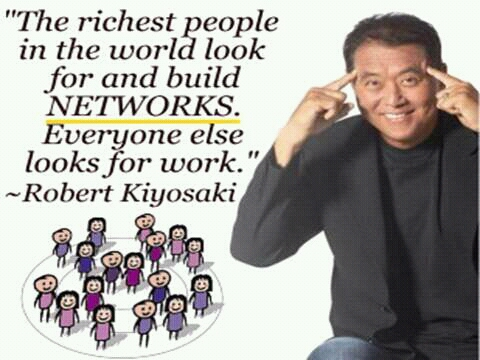 "The richest people
in the world look
for and build
NETWORKS.
Everyone else
looks for work."
~Robert Kiyosaki